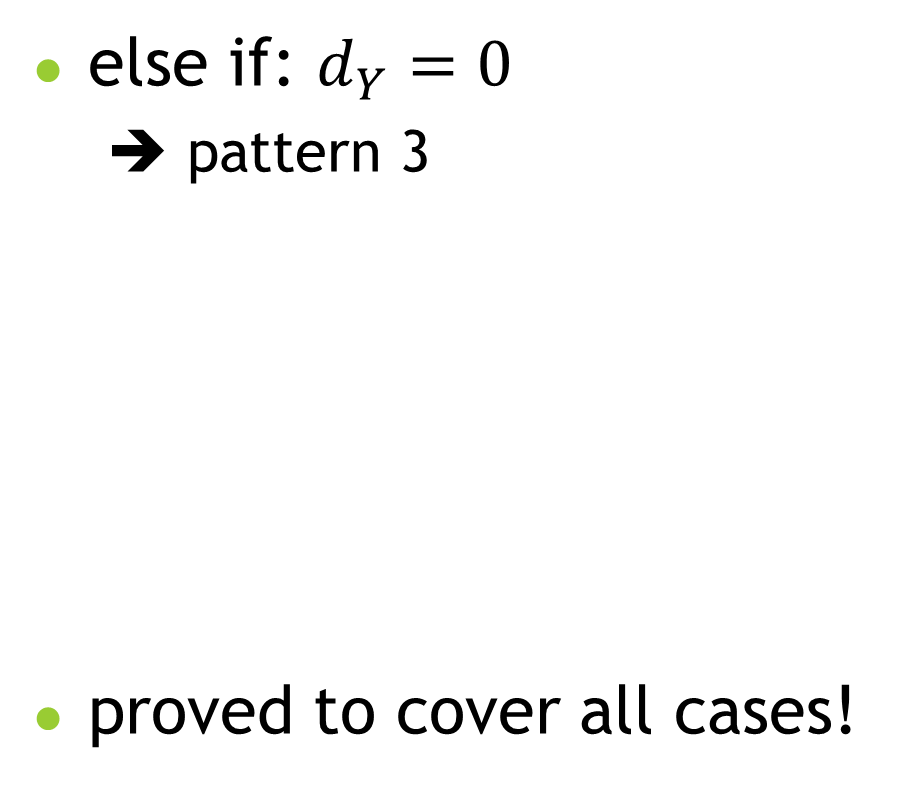 • else if: d_Y = 0
➔ pattern 3
• proved to cover all cases!